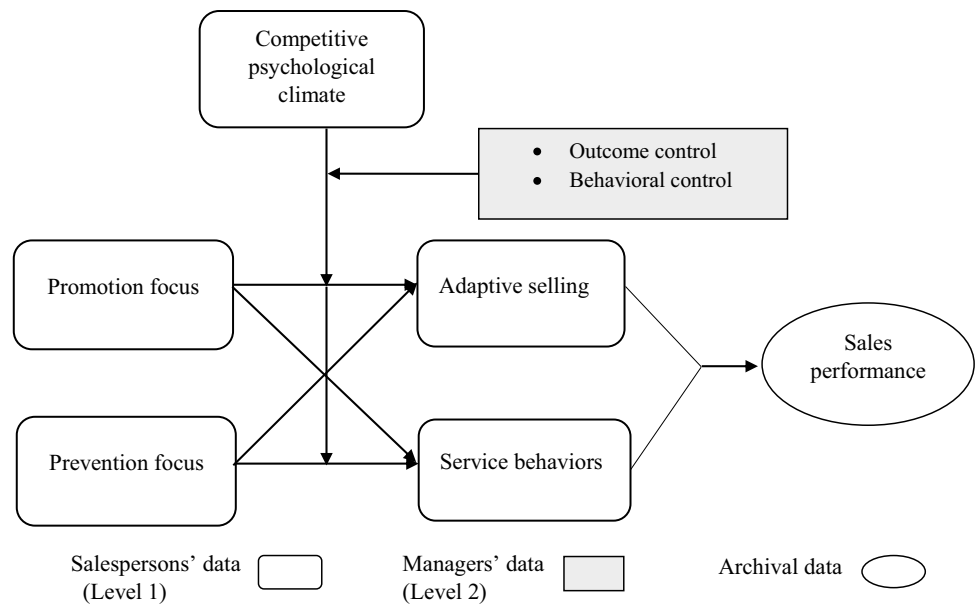 Competitive
psychological
climate
• Outcome control
• Behavioral control
Promotion focus
Adaptive selling
Sales
performance
Prevention focus
Service behaviors
Salespersons' data
(Level 1)
Managers' data
(Level 2)
Archival data